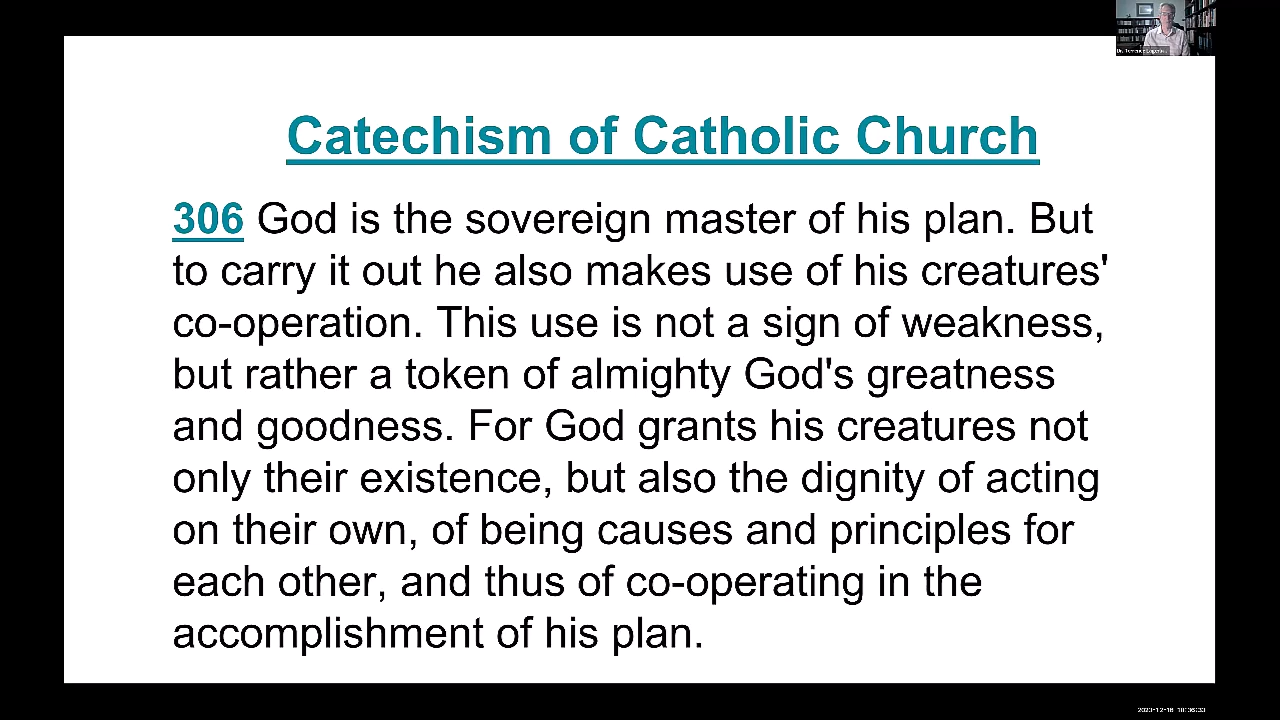 Catechism of Catholic Church
306 God is the sovereign master of his plan. But
to carry it out he also makes use of his creatures'
co-operation. This use is not a sign of weakness,
but rather a token of almighty God's greatness
and goodness. For God grants his creatures not
only their existence, but also the dignity of acting
on their own, of being causes and principles for
each other, and thus of co-operating in the
accomplishment of his plan.
Dr. Terrence